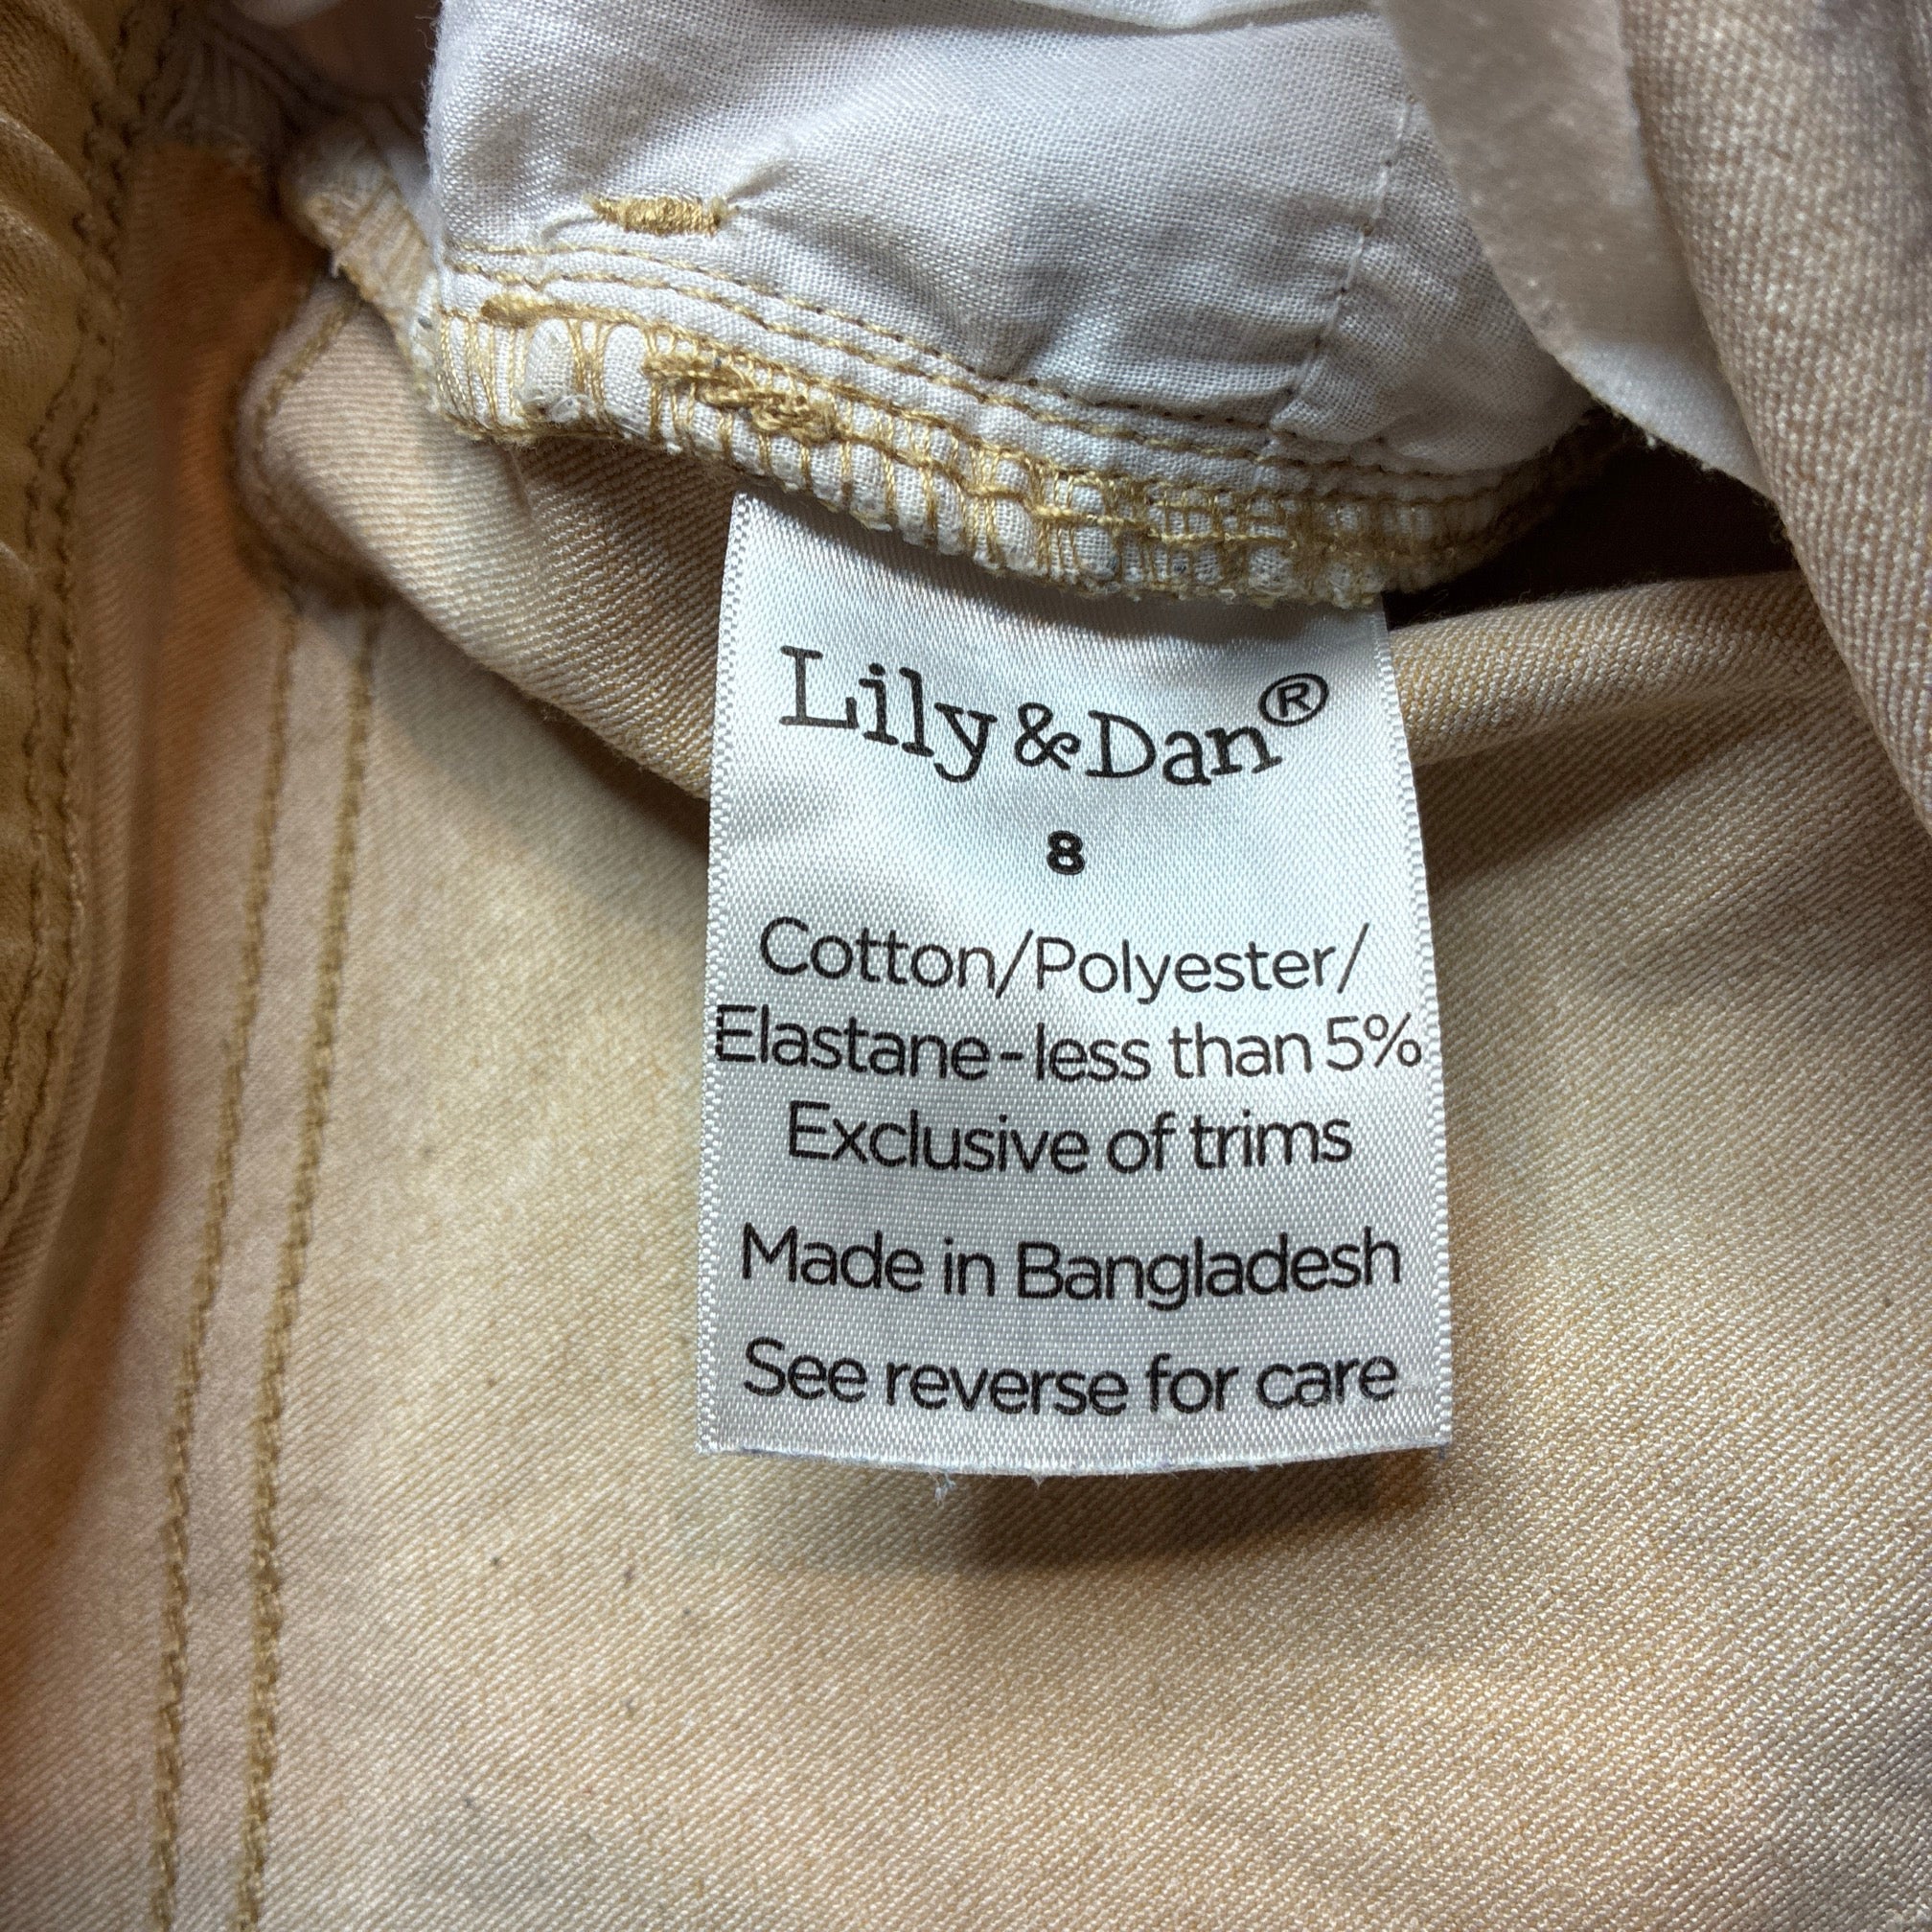 Lily&Dan®
8
Cotton/Polyester/
Elastane-less than 5%
Exclusive of trims
Made in Bangladesh
See reverse for care